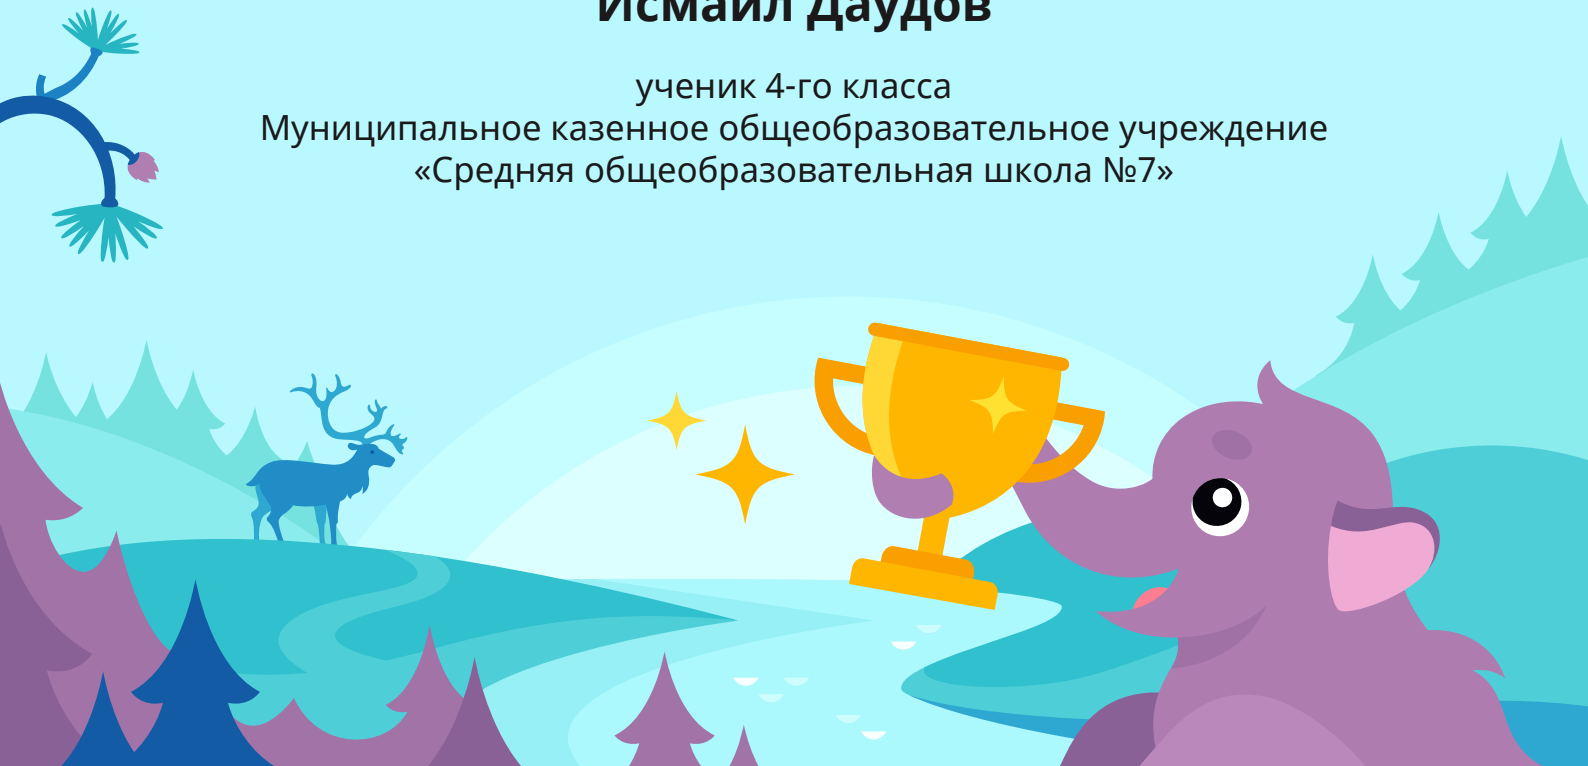 Исмаил Даудов
ученик 4-го класса
Муниципальное казенное общеобразовательное учреждение
«Средняя общеобразовательная школа №7»